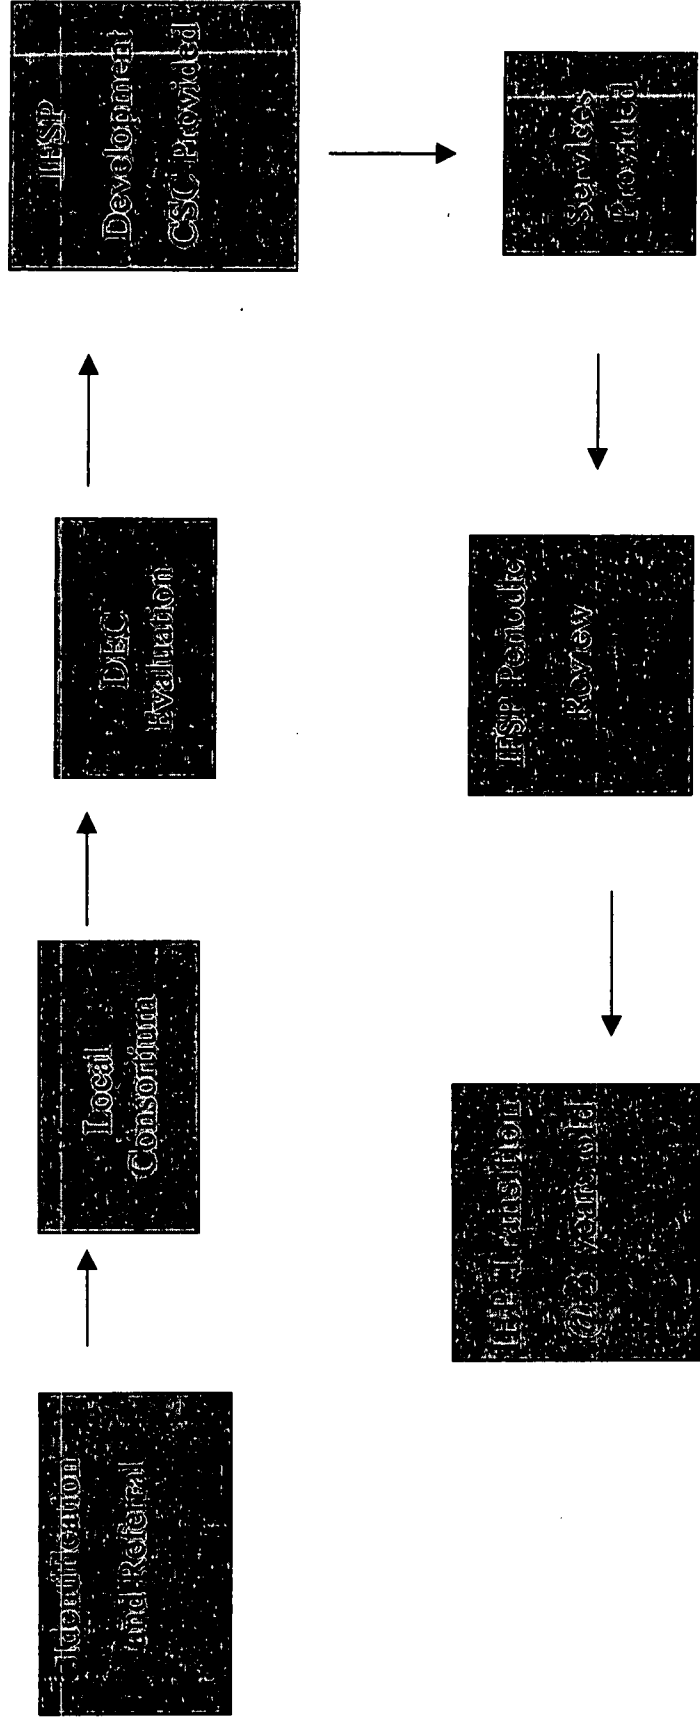 Identification
and Referral
Local
Consortium
DEC
Evaluation
IFSP
Development
CSC Provided
Services
Provided
IFSP Periodic
Review
IEP Transition
@ 3 years old